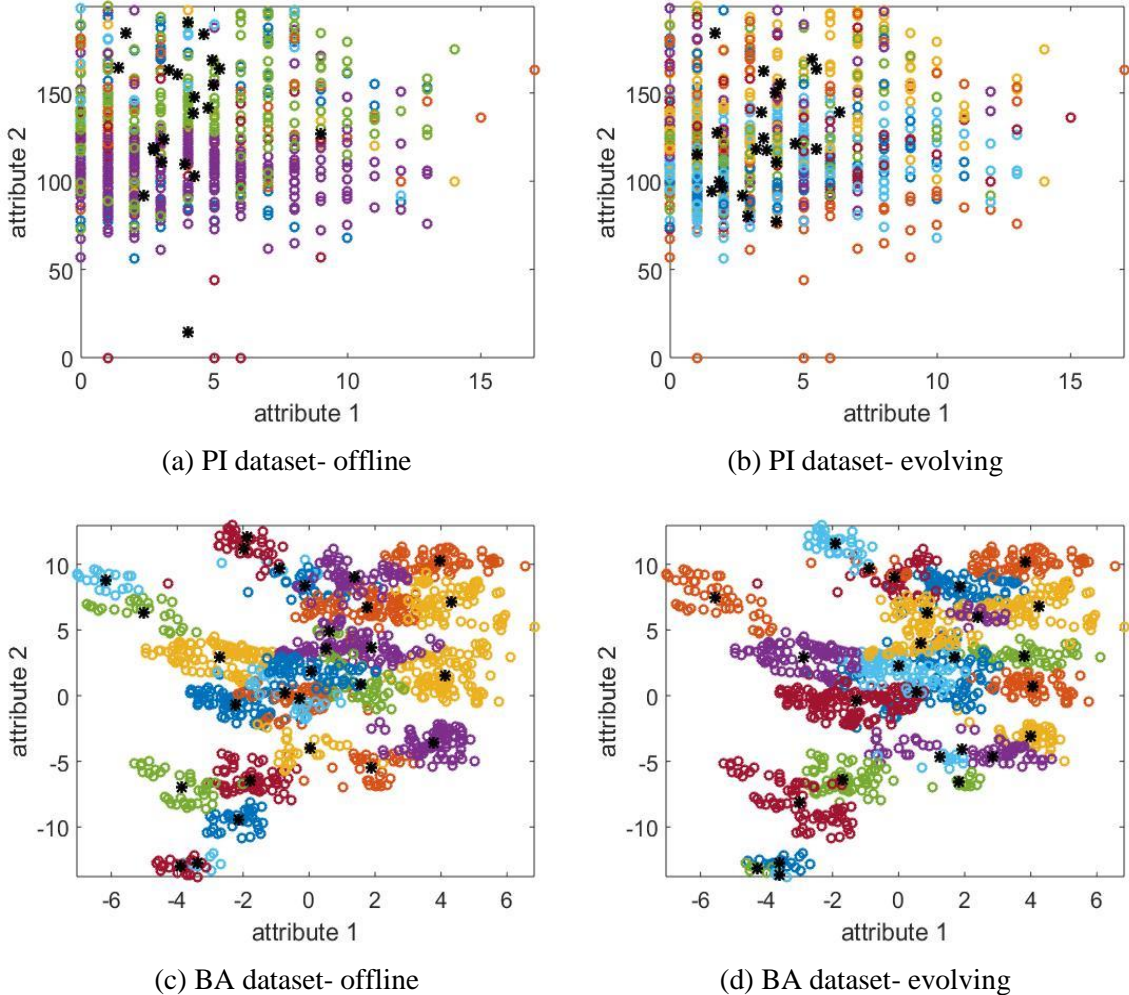 150
100
50
0
attribute 2
0 5 10 15
attribute 1
(a) PI dataset- offline
150
100
50
0
attribute 2
0 5 10 15
attribute 1
(b) PI dataset- evolving
10
5
0
-5
-10
attribute 2
-6 -4 -2 0 2 4 6
attribute 1
(c) BA dataset- offline
10
5
0
-5
-10
attribute 2
-6 -4 -2 0 2 4 6
attribute 1
(d) BA dataset- evolving